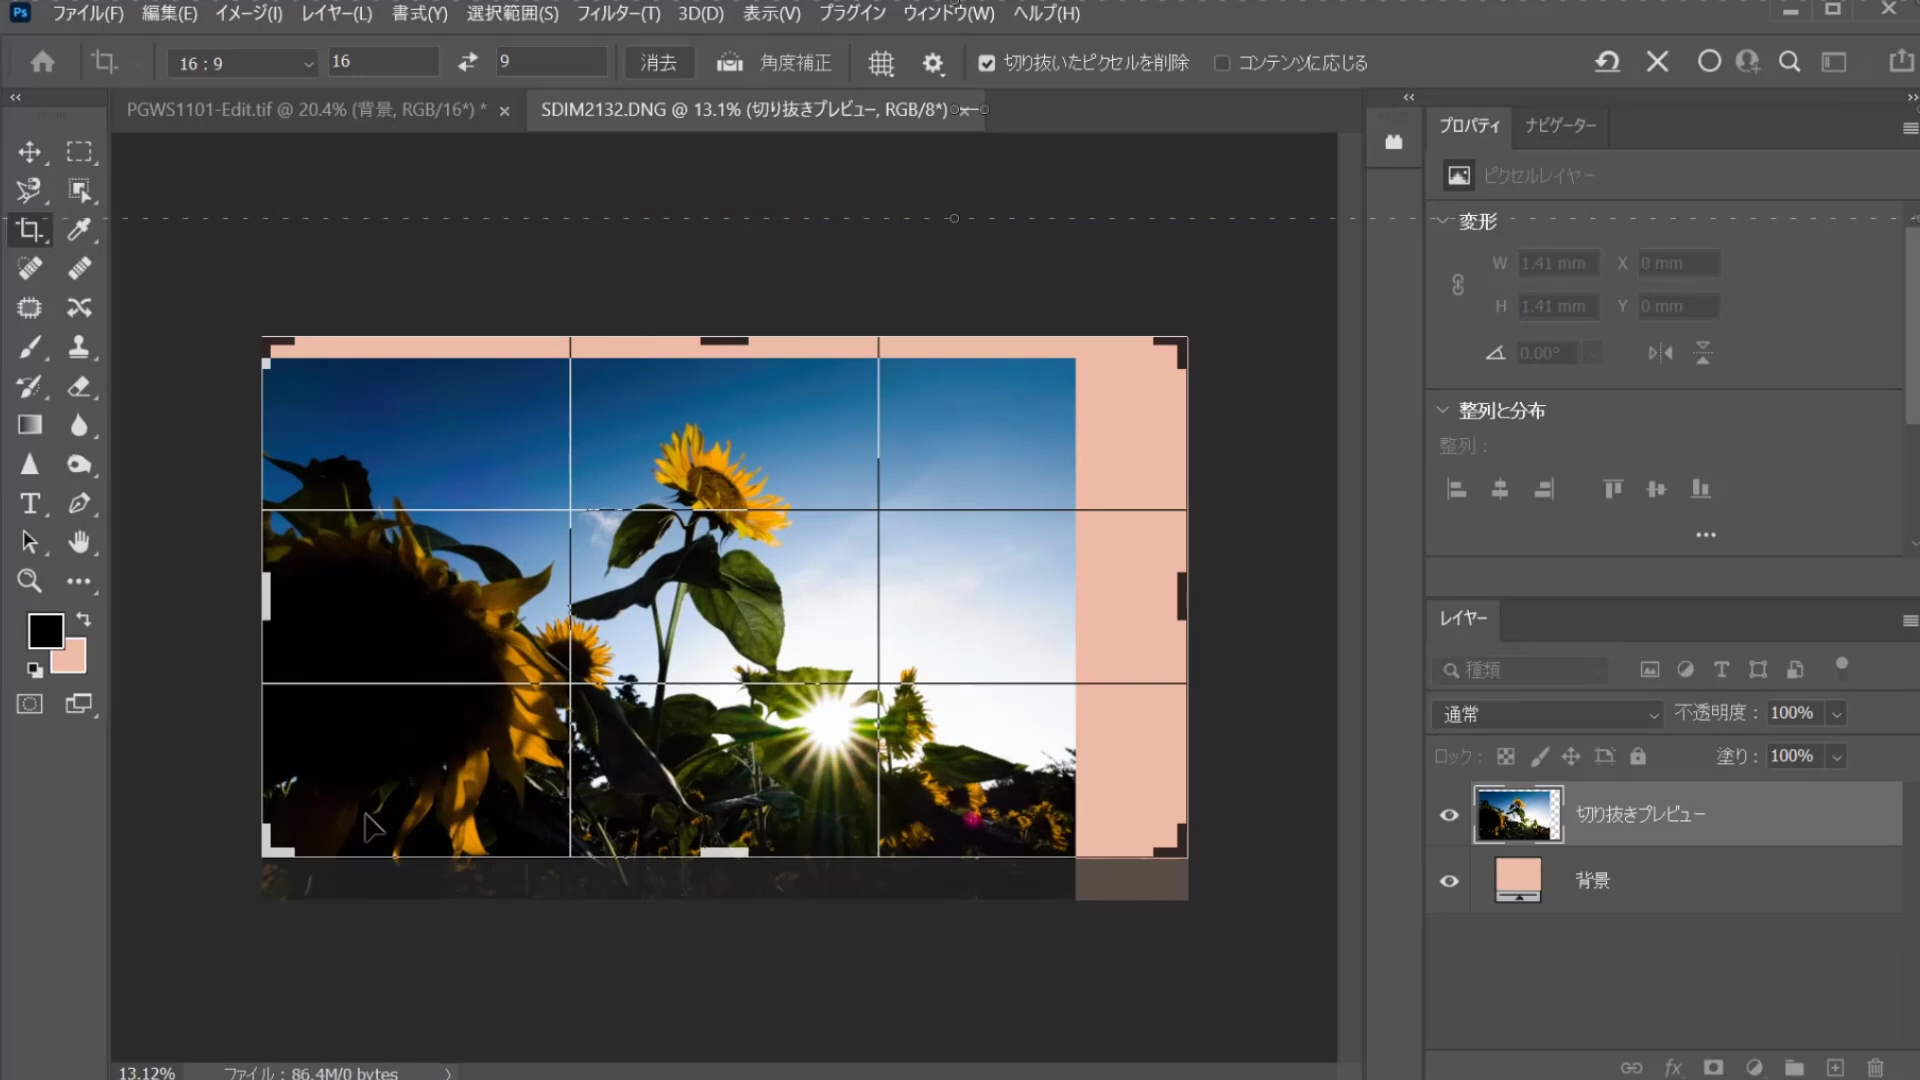 Ps ファイル(F) 編集(E) イメージ(I) レイヤー(L) 書式(Y) 選択範囲(S) フィルター(T) 3D(D) 表示(V) プラグイン ウィンドウ(W) ヘルプ(H)
16 : 9 16 9 消去 角度補正 切り抜いたピクセルを削除 コンテンツに応じる
PGWS1101-Edit.tif @ 20.4% (背景, RGB/16*) * SDIM2132.DNG @ 13.1% (切り抜きプレビュー, RGB/8*)
プロパティ ナビゲーター
ピクセルレイヤー
変形
W 1.41 mm X 0 mm
H 1.41 mm Y 0 mm
0.00°
整列と分布
整列 :
レイヤー
種類
通常 不透明度 : 100%
ロック : 塗り : 100%
切り抜きプレビュー
背景
13.12% ファイル : 86.4M/0 bytes